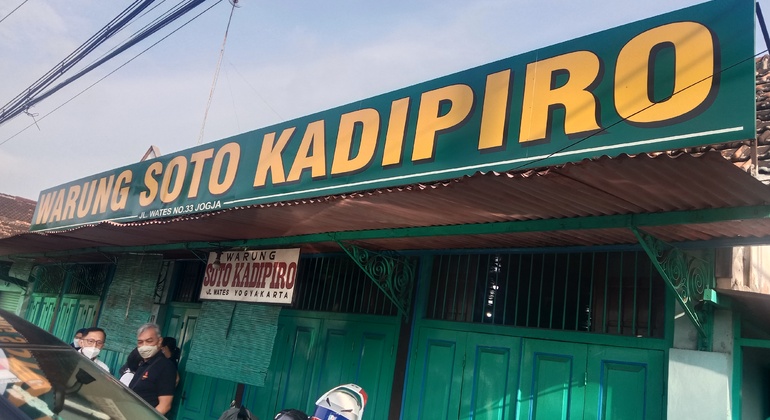 WARUNG SOTO KADIPIRO
JL. WATES NO.33 JOGJA
WARUNG
SOTO KADIPIRO
JL WATES YOGYAKARTA